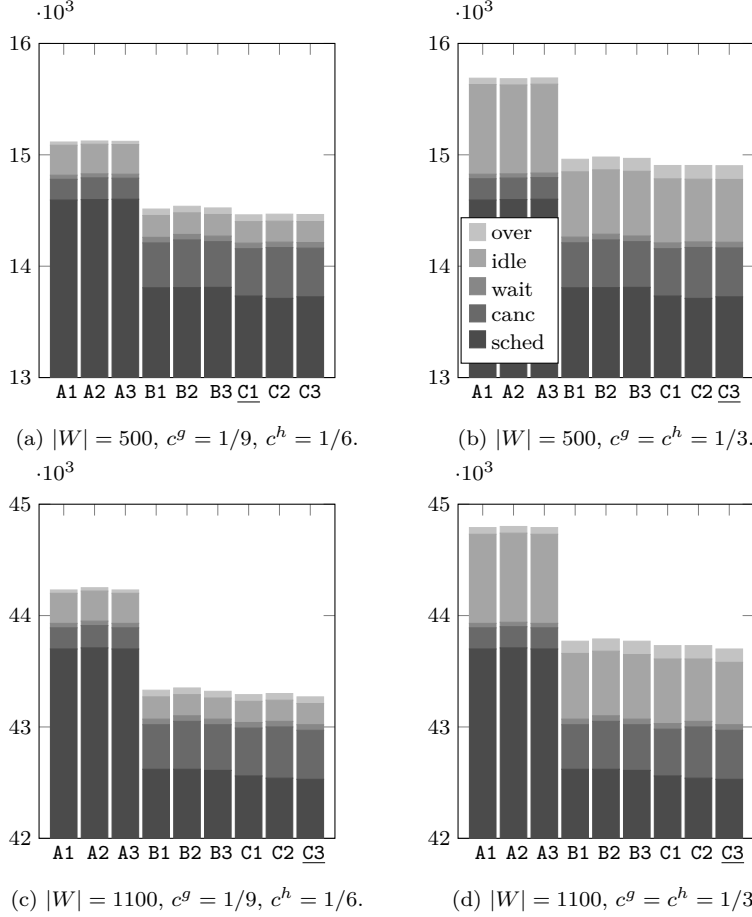 ·10³
16
15
14
13
A1 A2 A3 B1 B2 B3 C1 C2 C3
(a) |W| = 500, c^g = 1/9, c^h = 1/6.
·10³
16
15
14
13
over
idle
wait
canc
sched
A1 A2 A3 B1 B2 B3 C1 C2 C3
(b) |W| = 500, c^g = c^h = 1/3.
·10³
45
44
43
42
A1 A2 A3 B1 B2 B3 C1 C2 C3
(c) |W| = 1100, c^g = 1/9, c^h = 1/6.
·10³
45
44
43
42
A1 A2 A3 B1 B2 B3 C1 C2 C3
(d) |W| = 1100, c^g = c^h = 1/3